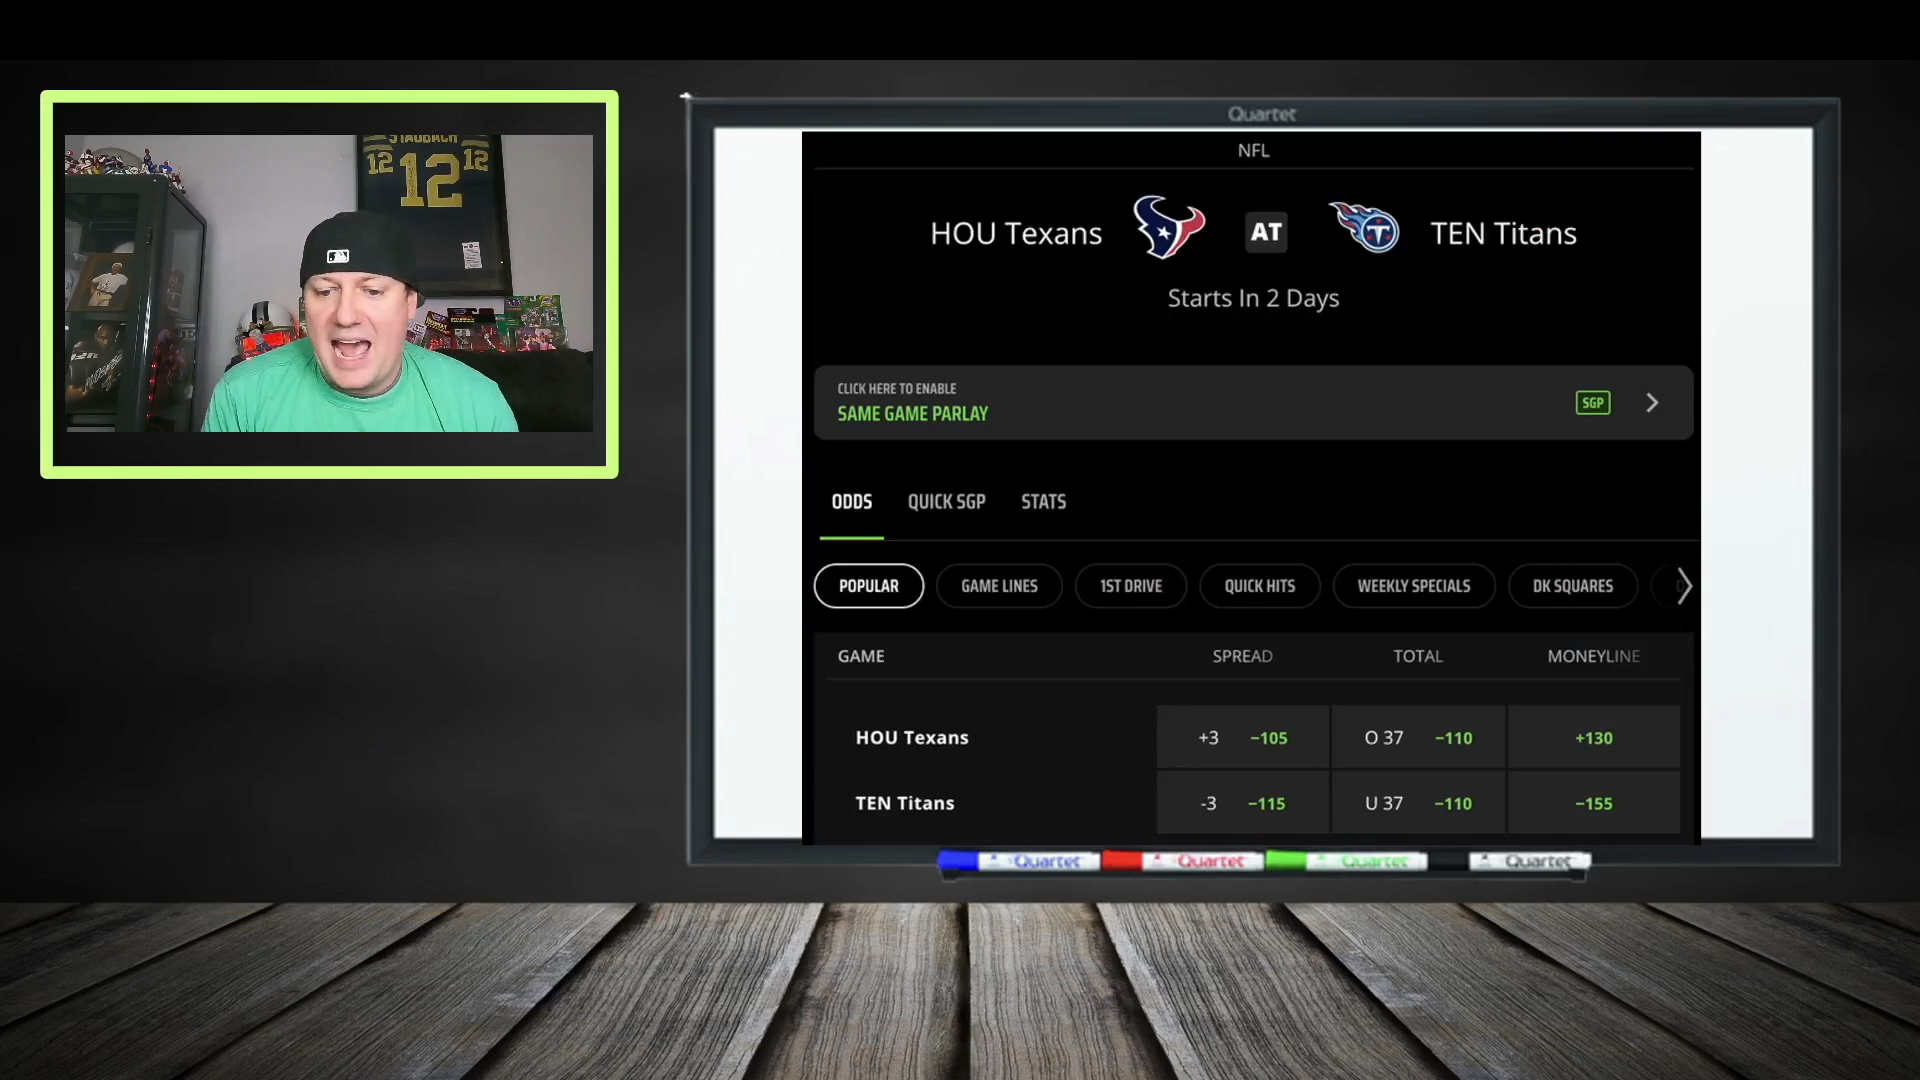 STAUBACH
12 12 12
Quartet
NFL
HOU Texans AT TEN Titans
Starts In 2 Days
CLICK HERE TO ENABLE
SAME GAME PARLAY
SGP
ODDS QUICK SGP STATS
POPULAR GAME LINES 1ST DRIVE QUICK HITS WEEKLY SPECIALS DK SQUARES
GAME SPREAD TOTAL MONEYLINE
HOU Texans +3 −105 O 37 −110 +130
TEN Titans -3 −115 U 37 −110 −155
Quartet Quartet Quartet Quartet